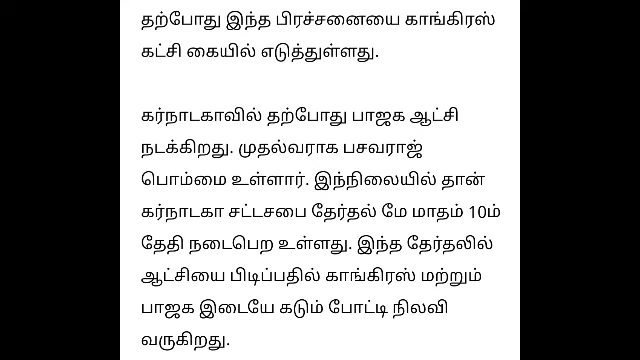 தற்போது இந்த பிரச்சனையை காங்கிரஸ்
கட்சி கையில் எடுத்துள்ளது.
கர்நாடகாவில் தற்போது பாஜக ஆட்சி
நடக்கிறது. முதல்வராக பசவராஜ்
பொம்மை உள்ளார். இந்நிலையில் தான்
கர்நாடகா சட்டசபை தேர்தல் மே மாதம் 10ம்
தேதி நடைபெற உள்ளது. இந்த தேர்தலில்
ஆட்சியை பிடிப்பதில் காங்கிரஸ் மற்றும்
பாஜக இடையே கடும் போட்டி நிலவி
வருகிறது.